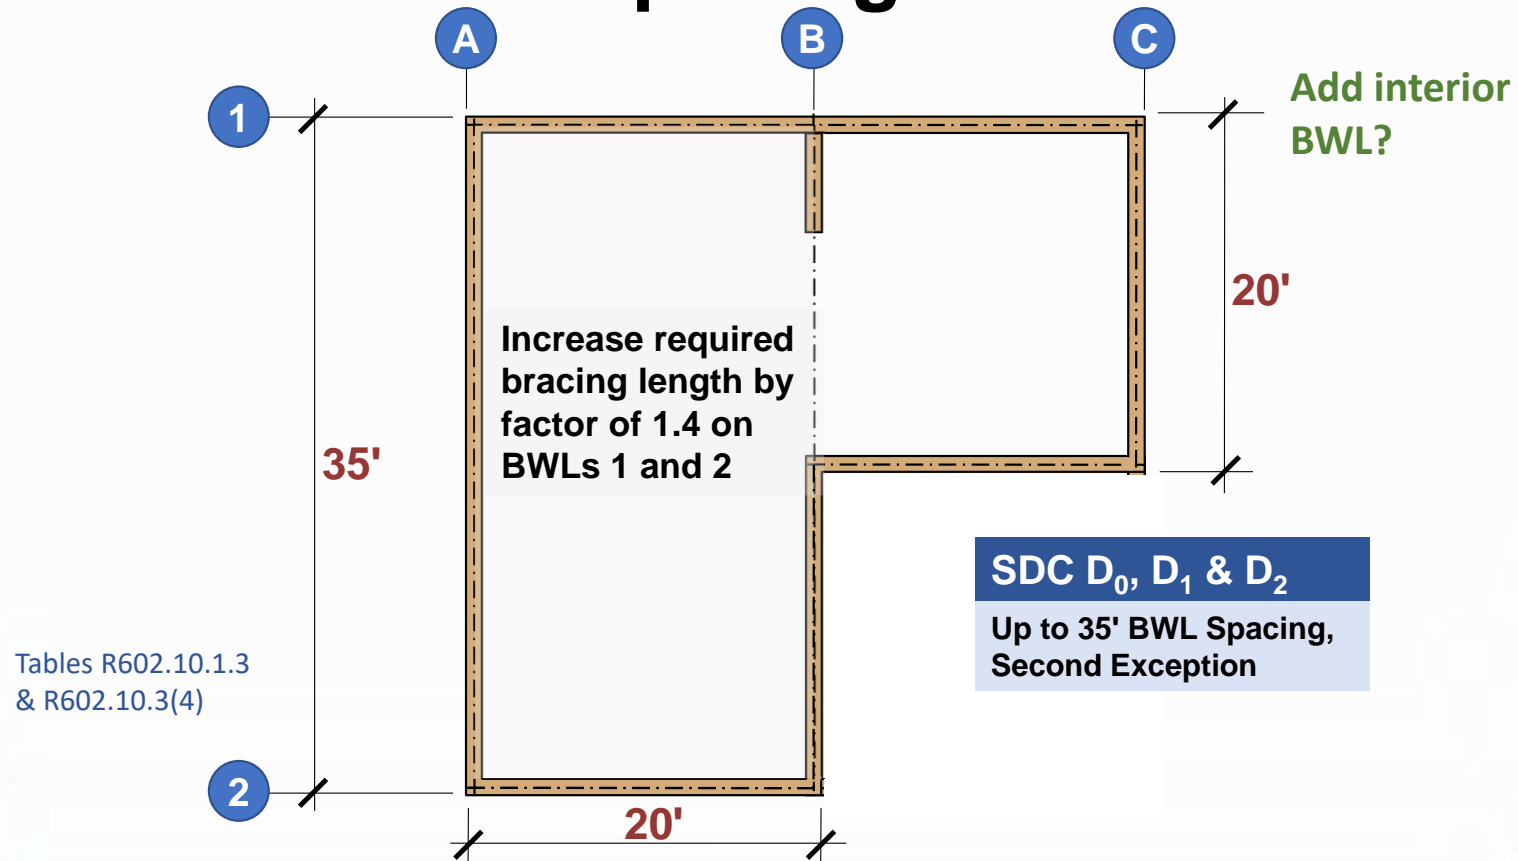 A
B
C
1
Add interior
BWL?
20'
Increase required
bracing length by
factor of 1.4 on
BWLs 1 and 2
35'
SDC D₀, D₁ & D₂
Up to 35' BWL Spacing,
Second Exception
Tables R602.10.1.3
& R602.10.3(4)
2
20'